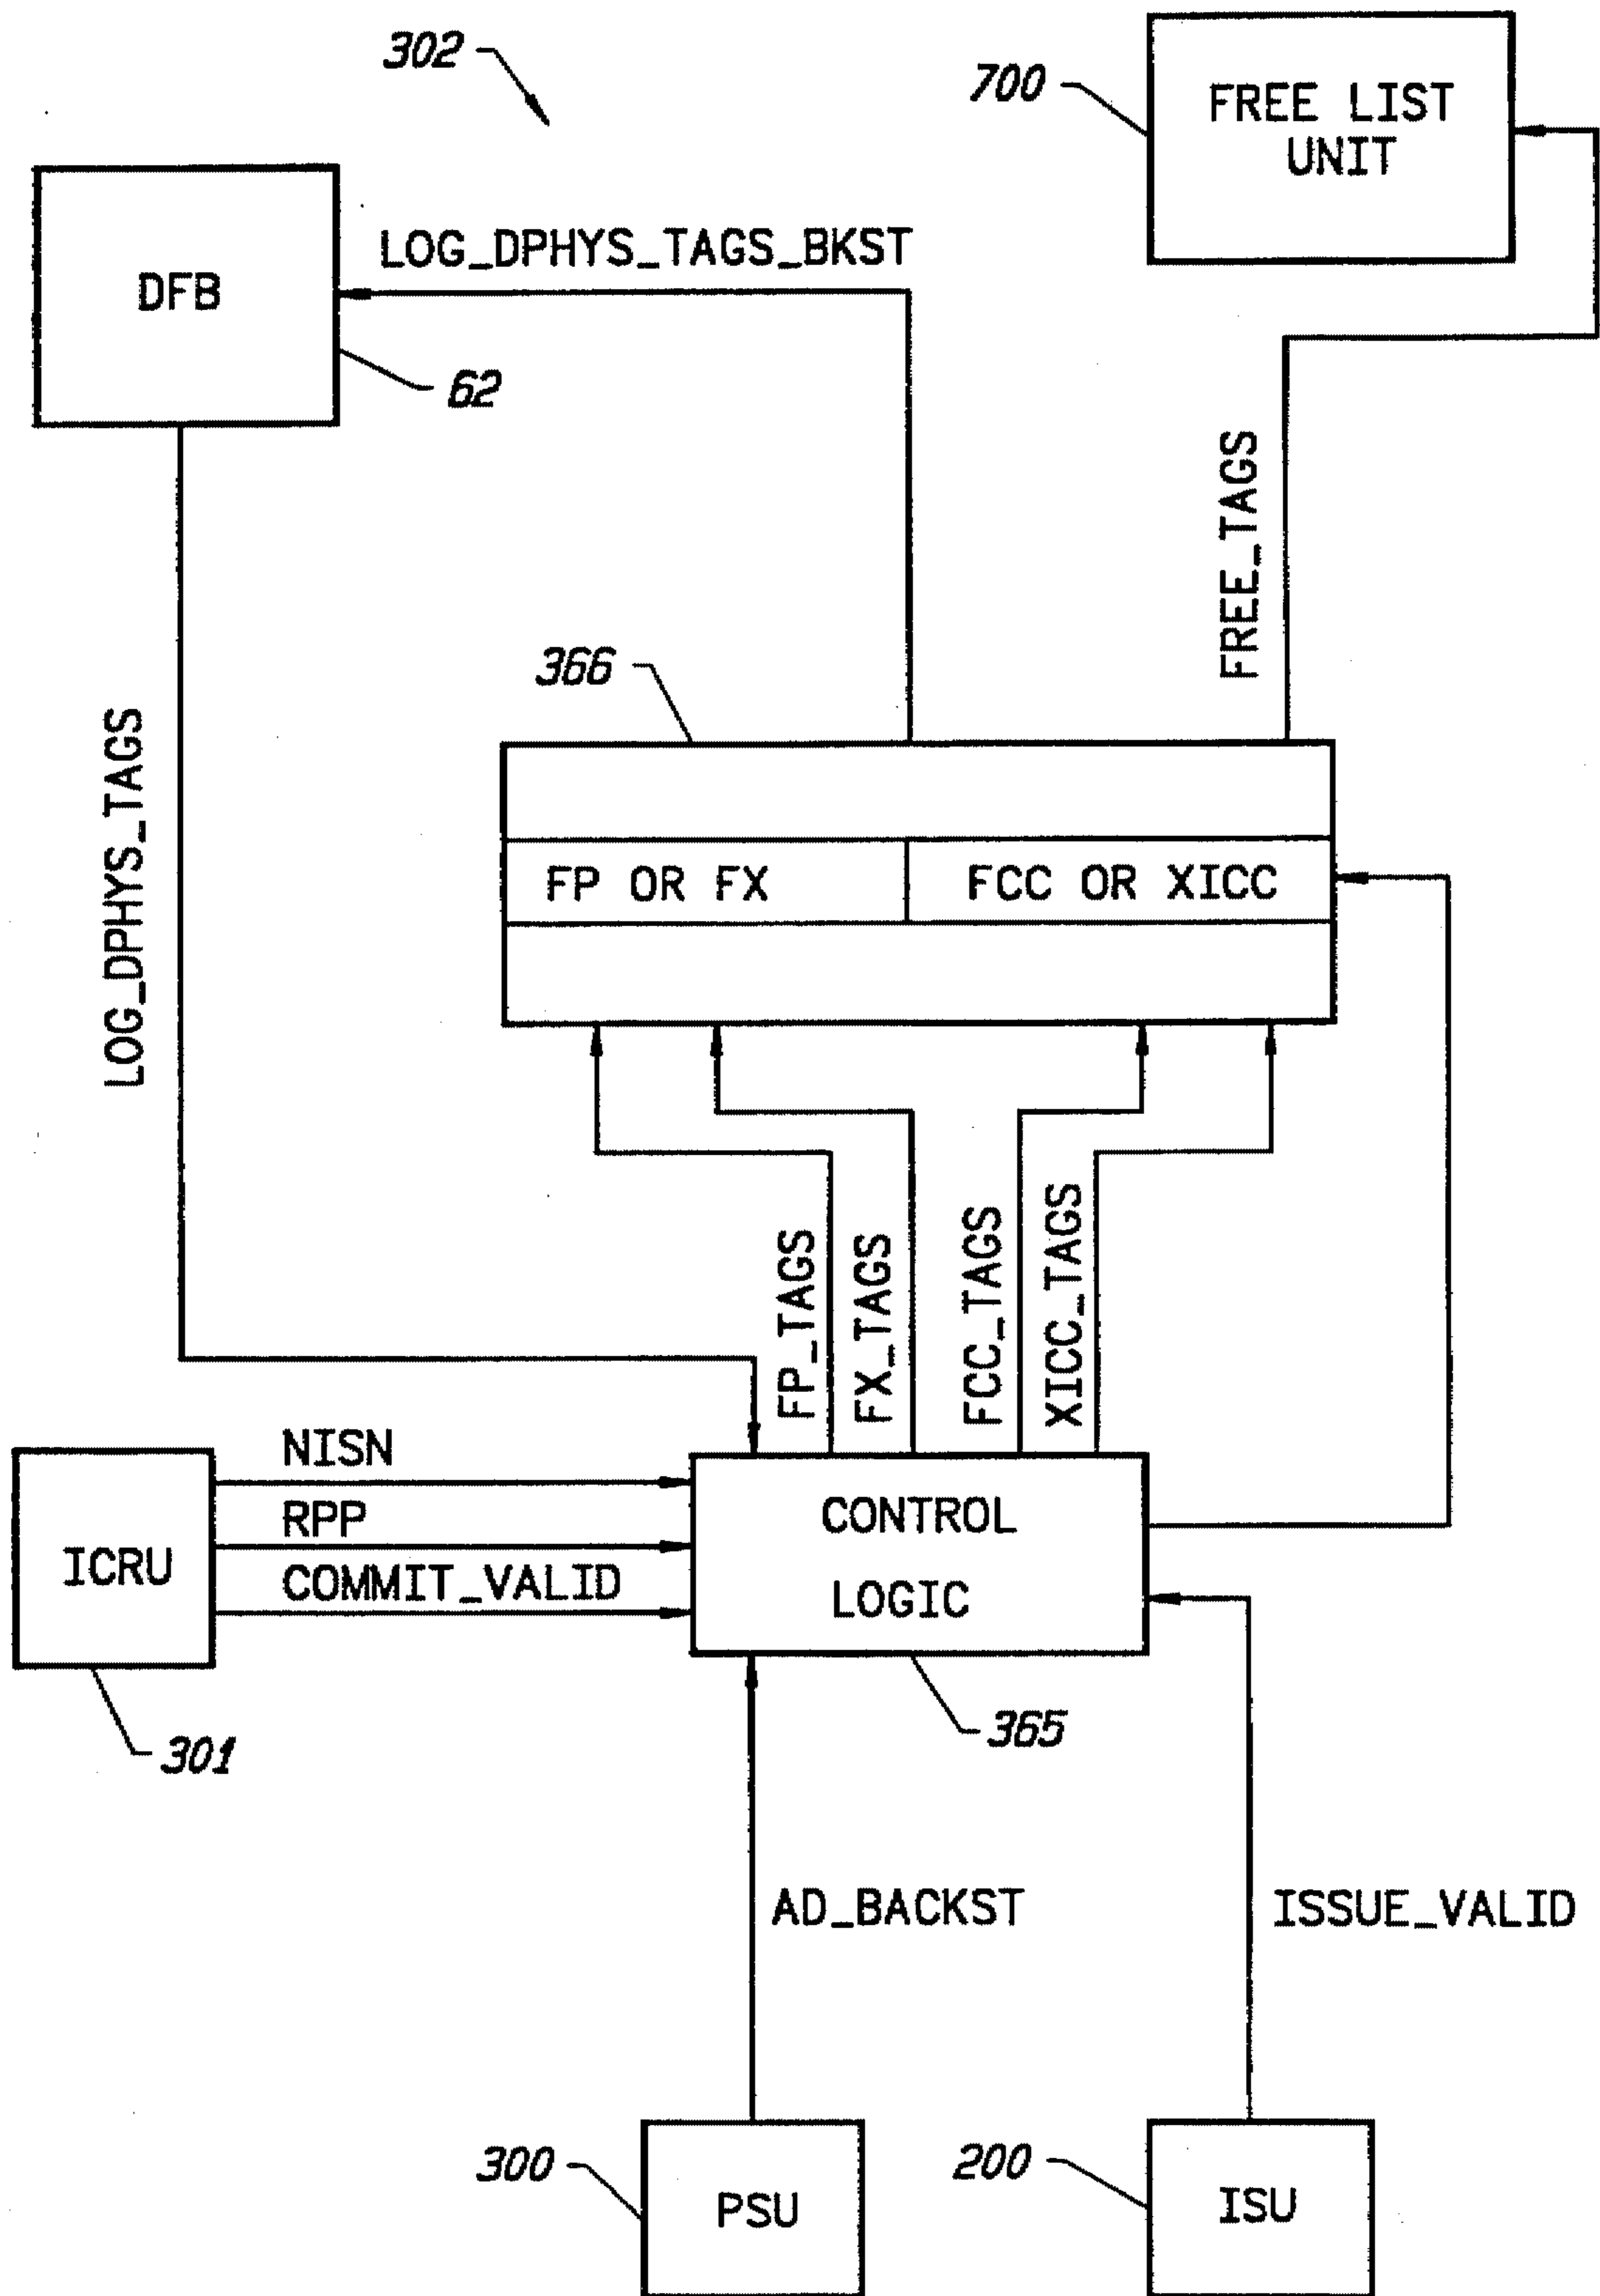 302
700
FREE LIST
UNIT
DFB
LOG_DPHYS_TAGS_BKST
62
FREE_TAGS
366
LOG_DPHYS_TAGS
FP OR FX
FCC OR XICC
FP_TAGS
FX_TAGS
FCC_TAGS
XICC_TAGS
ICRU
NISN
RPP
COMMIT_VALID
CONTROL
LOGIC
301
365
AD_BACKST
ISSUE_VALID
300
PSU
200
ISU